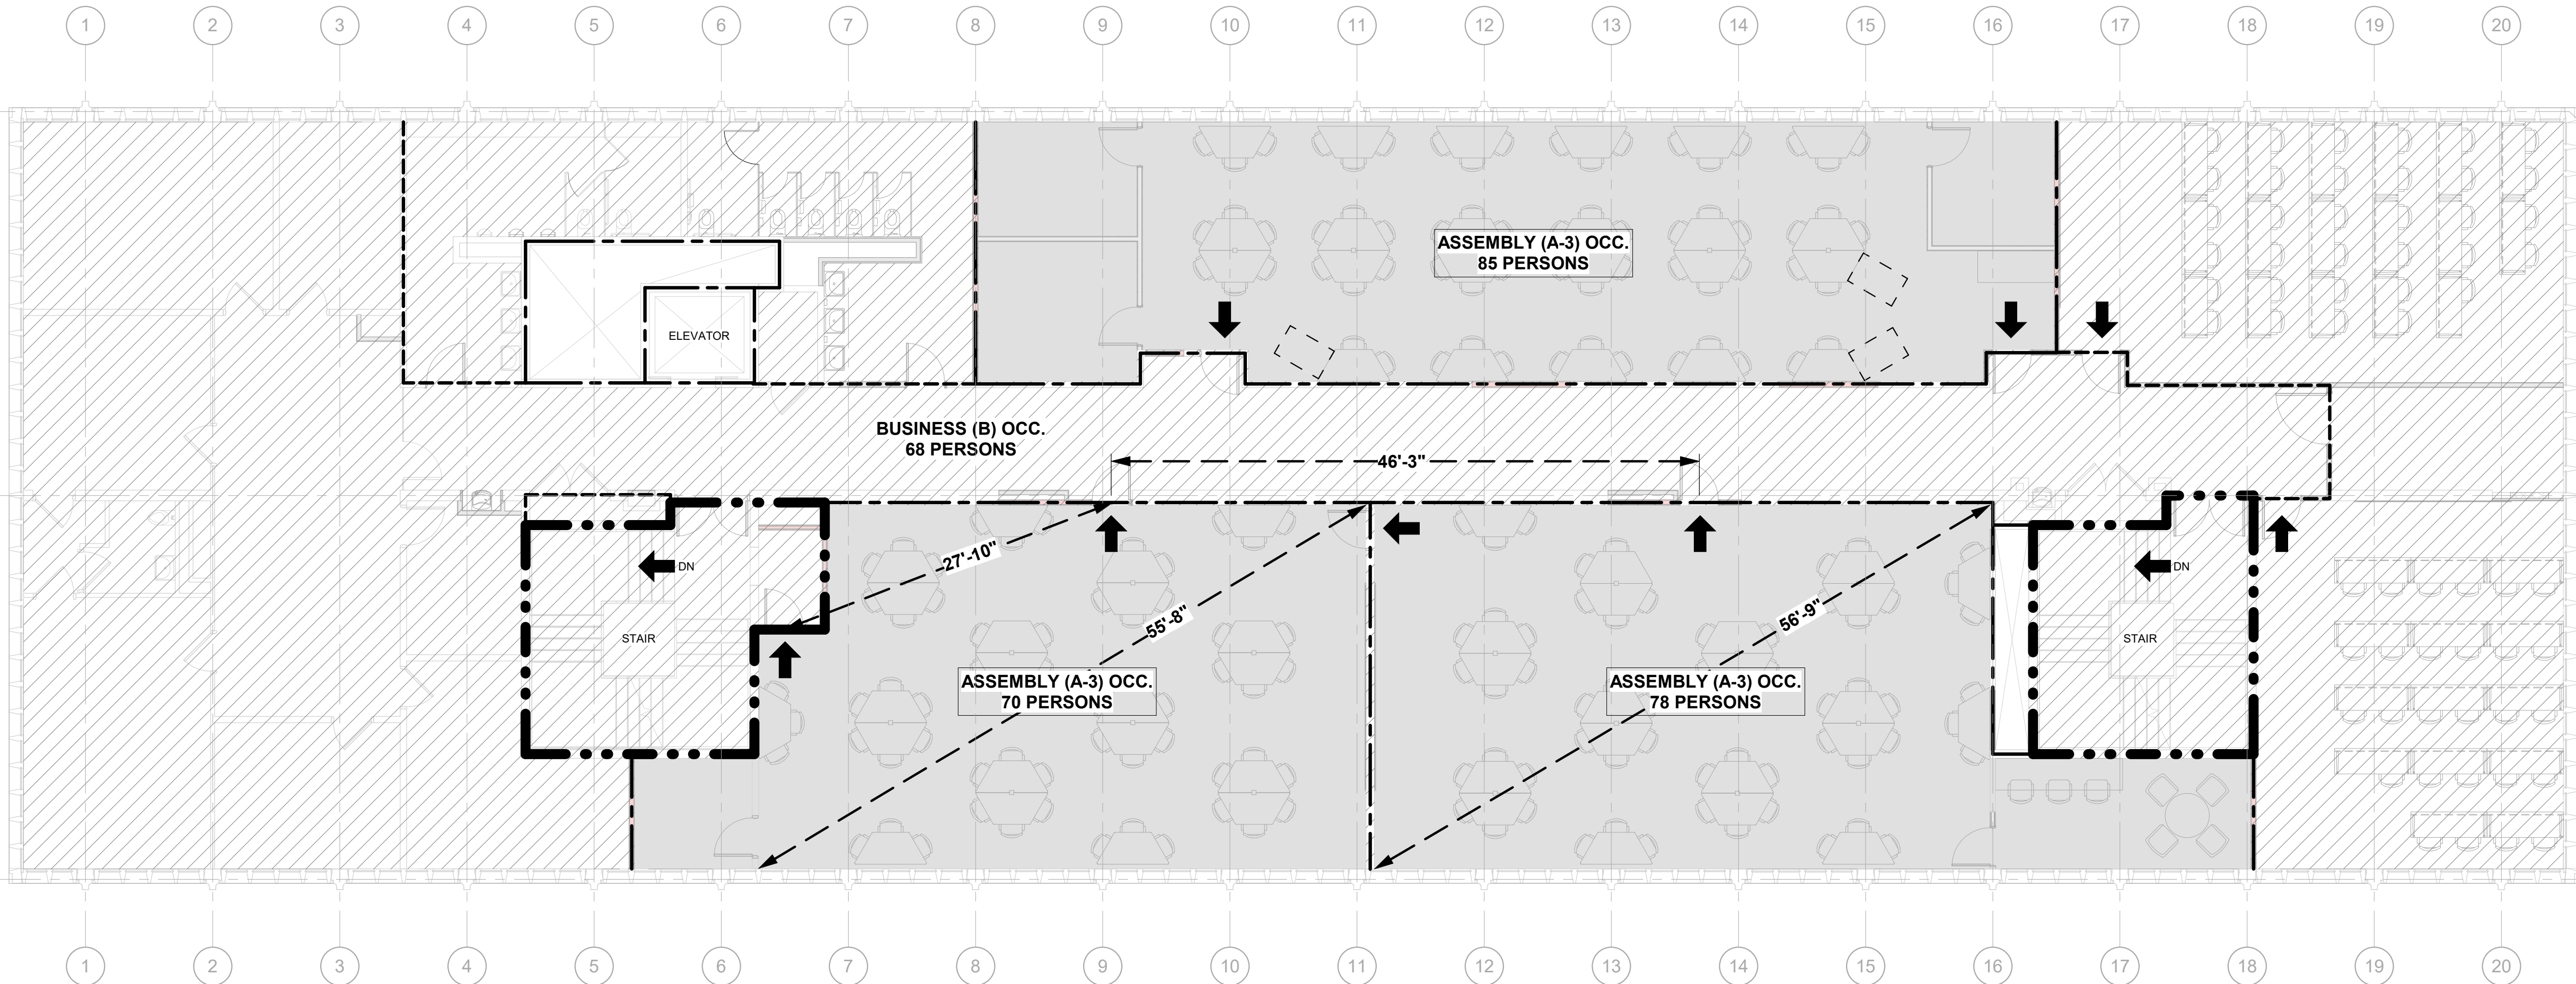 1 2 3 4 5 6 7 8 9 10 11 12 13 14 15 16 17 18 19 20
ASSEMBLY (A-3) OCC.
85 PERSONS
ELEVATOR
BUSINESS (B) OCC.
68 PERSONS
46'-3"
27'-10"
DN
DN
55'-8"
56'-9"
STAIR
STAIR
ASSEMBLY (A-3) OCC.
70 PERSONS
ASSEMBLY (A-3) OCC.
78 PERSONS
1 2 3 4 5 6 7 8 9 10 11 12 13 14 15 16 17 18 19 20